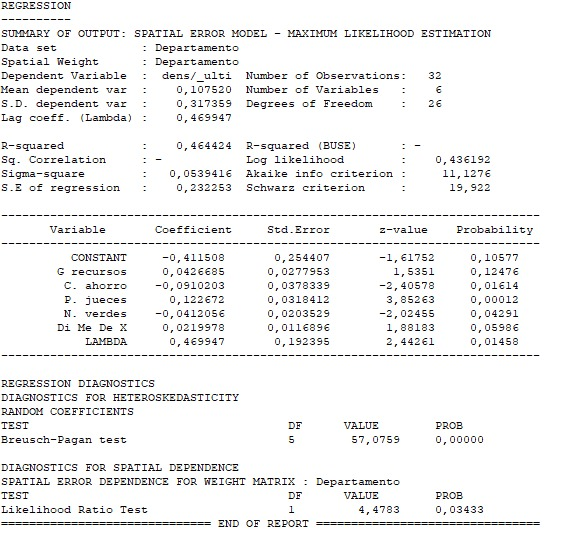 REGRESSION
----------
SUMMARY OF OUTPUT: SPATIAL ERROR MODEL - MAXIMUM LIKELIHOOD ESTIMATION
Data set : Departamento
Spatial Weight : Departamento
Dependent Variable : dens/_ulti Number of Observations: 32
Mean dependent var : 0,107520 Number of Variables : 6
S.D. dependent var : 0,317359 Degrees of Freedom : 26
Lag coeff. (Lambda) : 0,469947
R-squared : 0,464424 R-squared (BUSE) : -
Sq. Correlation : - Log likelihood : 0,436192
Sigma-square : 0,0539416 Akaike info criterion : 11,1276
S.E of regression : 0,232253 Schwarz criterion : 19,922
-----------------------------------------------------------------------------
Variable Coefficient Std.Error z-value Probability
-----------------------------------------------------------------------------
CONSTANT -0,411508 0,254407 -1,61752 0,10577
G recursos 0,0426685 0,0277953 1,5351 0,12476
C. ahorro -0,0910203 0,0378339 -2,40578 0,01614
P. jueces 0,122672 0,0318412 3,85263 0,00012
N. verdes -0,0412056 0,0203529 -2,02455 0,04291
Di Me De X 0,0219978 0,0116896 1,88183 0,05986
LAMBDA 0,469947 0,192395 2,44261 0,01458
-----------------------------------------------------------------------------
REGRESSION DIAGNOSTICS
DIAGNOSTICS FOR HETEROSKEDASTICITY
RANDOM COEFFICIENTS
TEST DF VALUE PROB
Breusch-Pagan test 5 57,0759 0,00000
DIAGNOSTICS FOR SPATIAL DEPENDENCE
SPATIAL ERROR DEPENDENCE FOR WEIGHT MATRIX : Departamento
TEST DF VALUE PROB
Likelihood Ratio Test 1 4,4783 0,03433
============================== END OF REPORT ================================